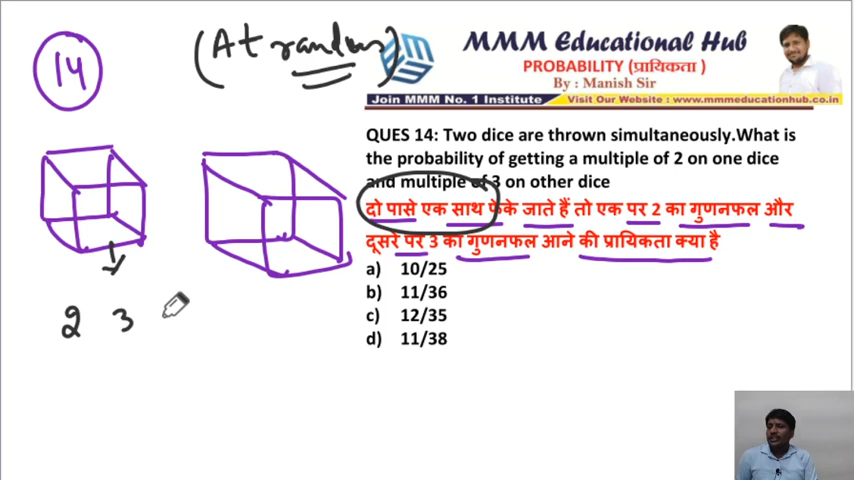 14
(At random)
MMM Educational Hub
PROBABILITY (प्रायिकता )
By : Manish Sir
Join MMM No. 1 Institute Visit Our Website : www.mmmeducationhub.co.in
QUES 14: Two dice are thrown simultaneously.What is
the probability of getting a multiple of 2 on one dice
and multiple of 3 on other dice
दो पासे एक साथ फेंके जाते हैं तो एक पर 2 का गुणनफल और
दूसरे पर 3 का गुणनफल आने की प्रायिकता क्या है
a) 10/25
b) 11/36
c) 12/35
d) 11/38
2 3